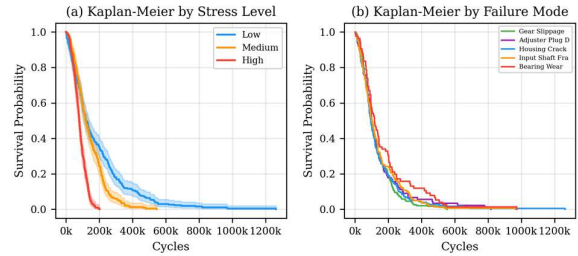 (a) Kaplan-Meier by Stress Level
(b) Kaplan-Meier by Failure Mode
Survival Probability
1.0
0.8
0.6
0.4
0.2
0.0
0k 200k 400k 600k 800k 1000k 1200k
Cycles
Low
Medium
High
Survival Probability
1.0
0.8
0.6
0.4
0.2
0.0
0k 200k 400k 600k 800k 1000k 1200k
Cycles
Gear Slippage
Adjuster Plug D
Housing Crack
Input Shaft Fra
Bearing Wear